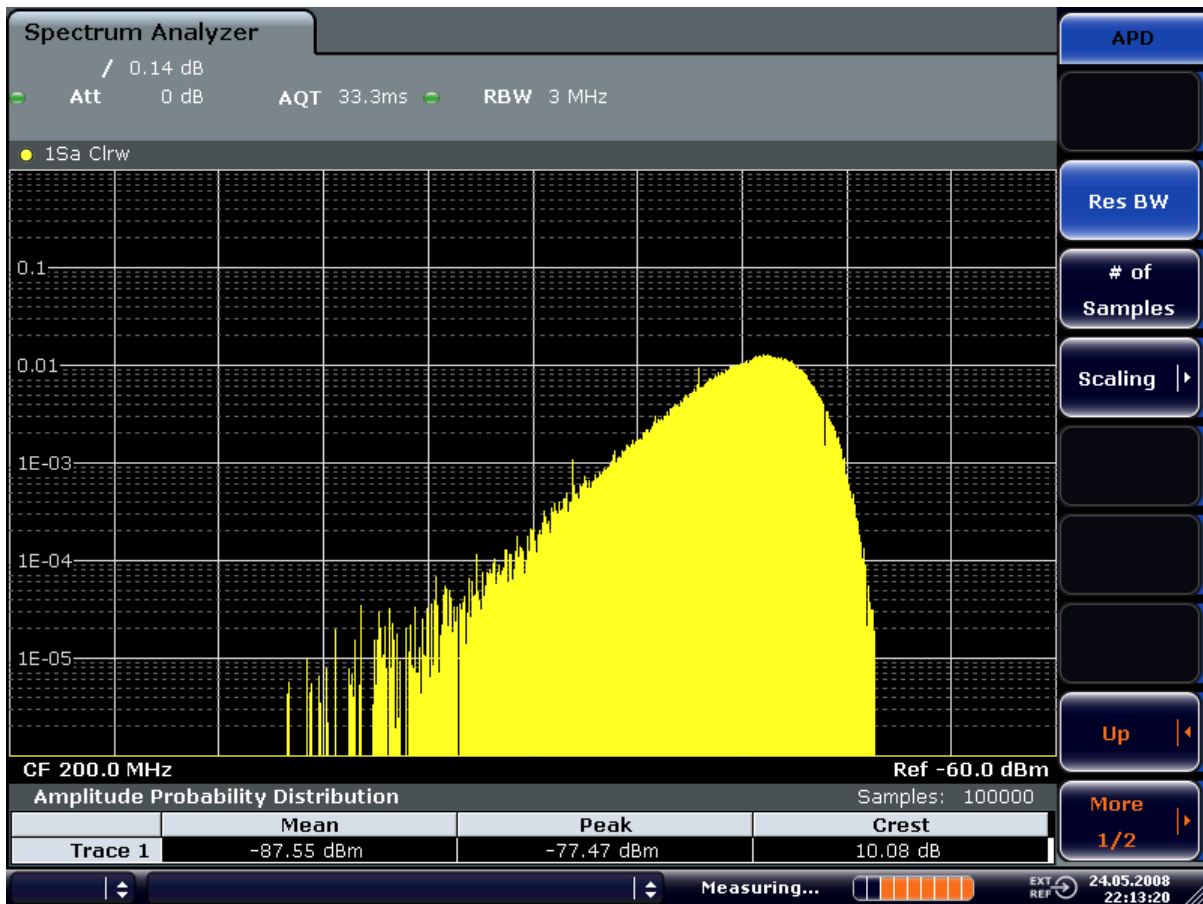 Spectrum Analyzer
/ 0.14 dB
Att 0 dB AQT 33.3ms RBW 3 MHz
1Sa Clrw
0.1
0.01
1E-03
1E-04
1E-05
CF 200.0 MHz Ref -60.0 dBm
Amplitude Probability Distribution Samples: 100000
Mean Peak Crest
Trace 1 -87.55 dBm -77.47 dBm 10.08 dB
Measuring...
EXT
REF
24.05.2008
22:13:20
APD
Res BW
# of
Samples
Scaling
Up
More
1/2